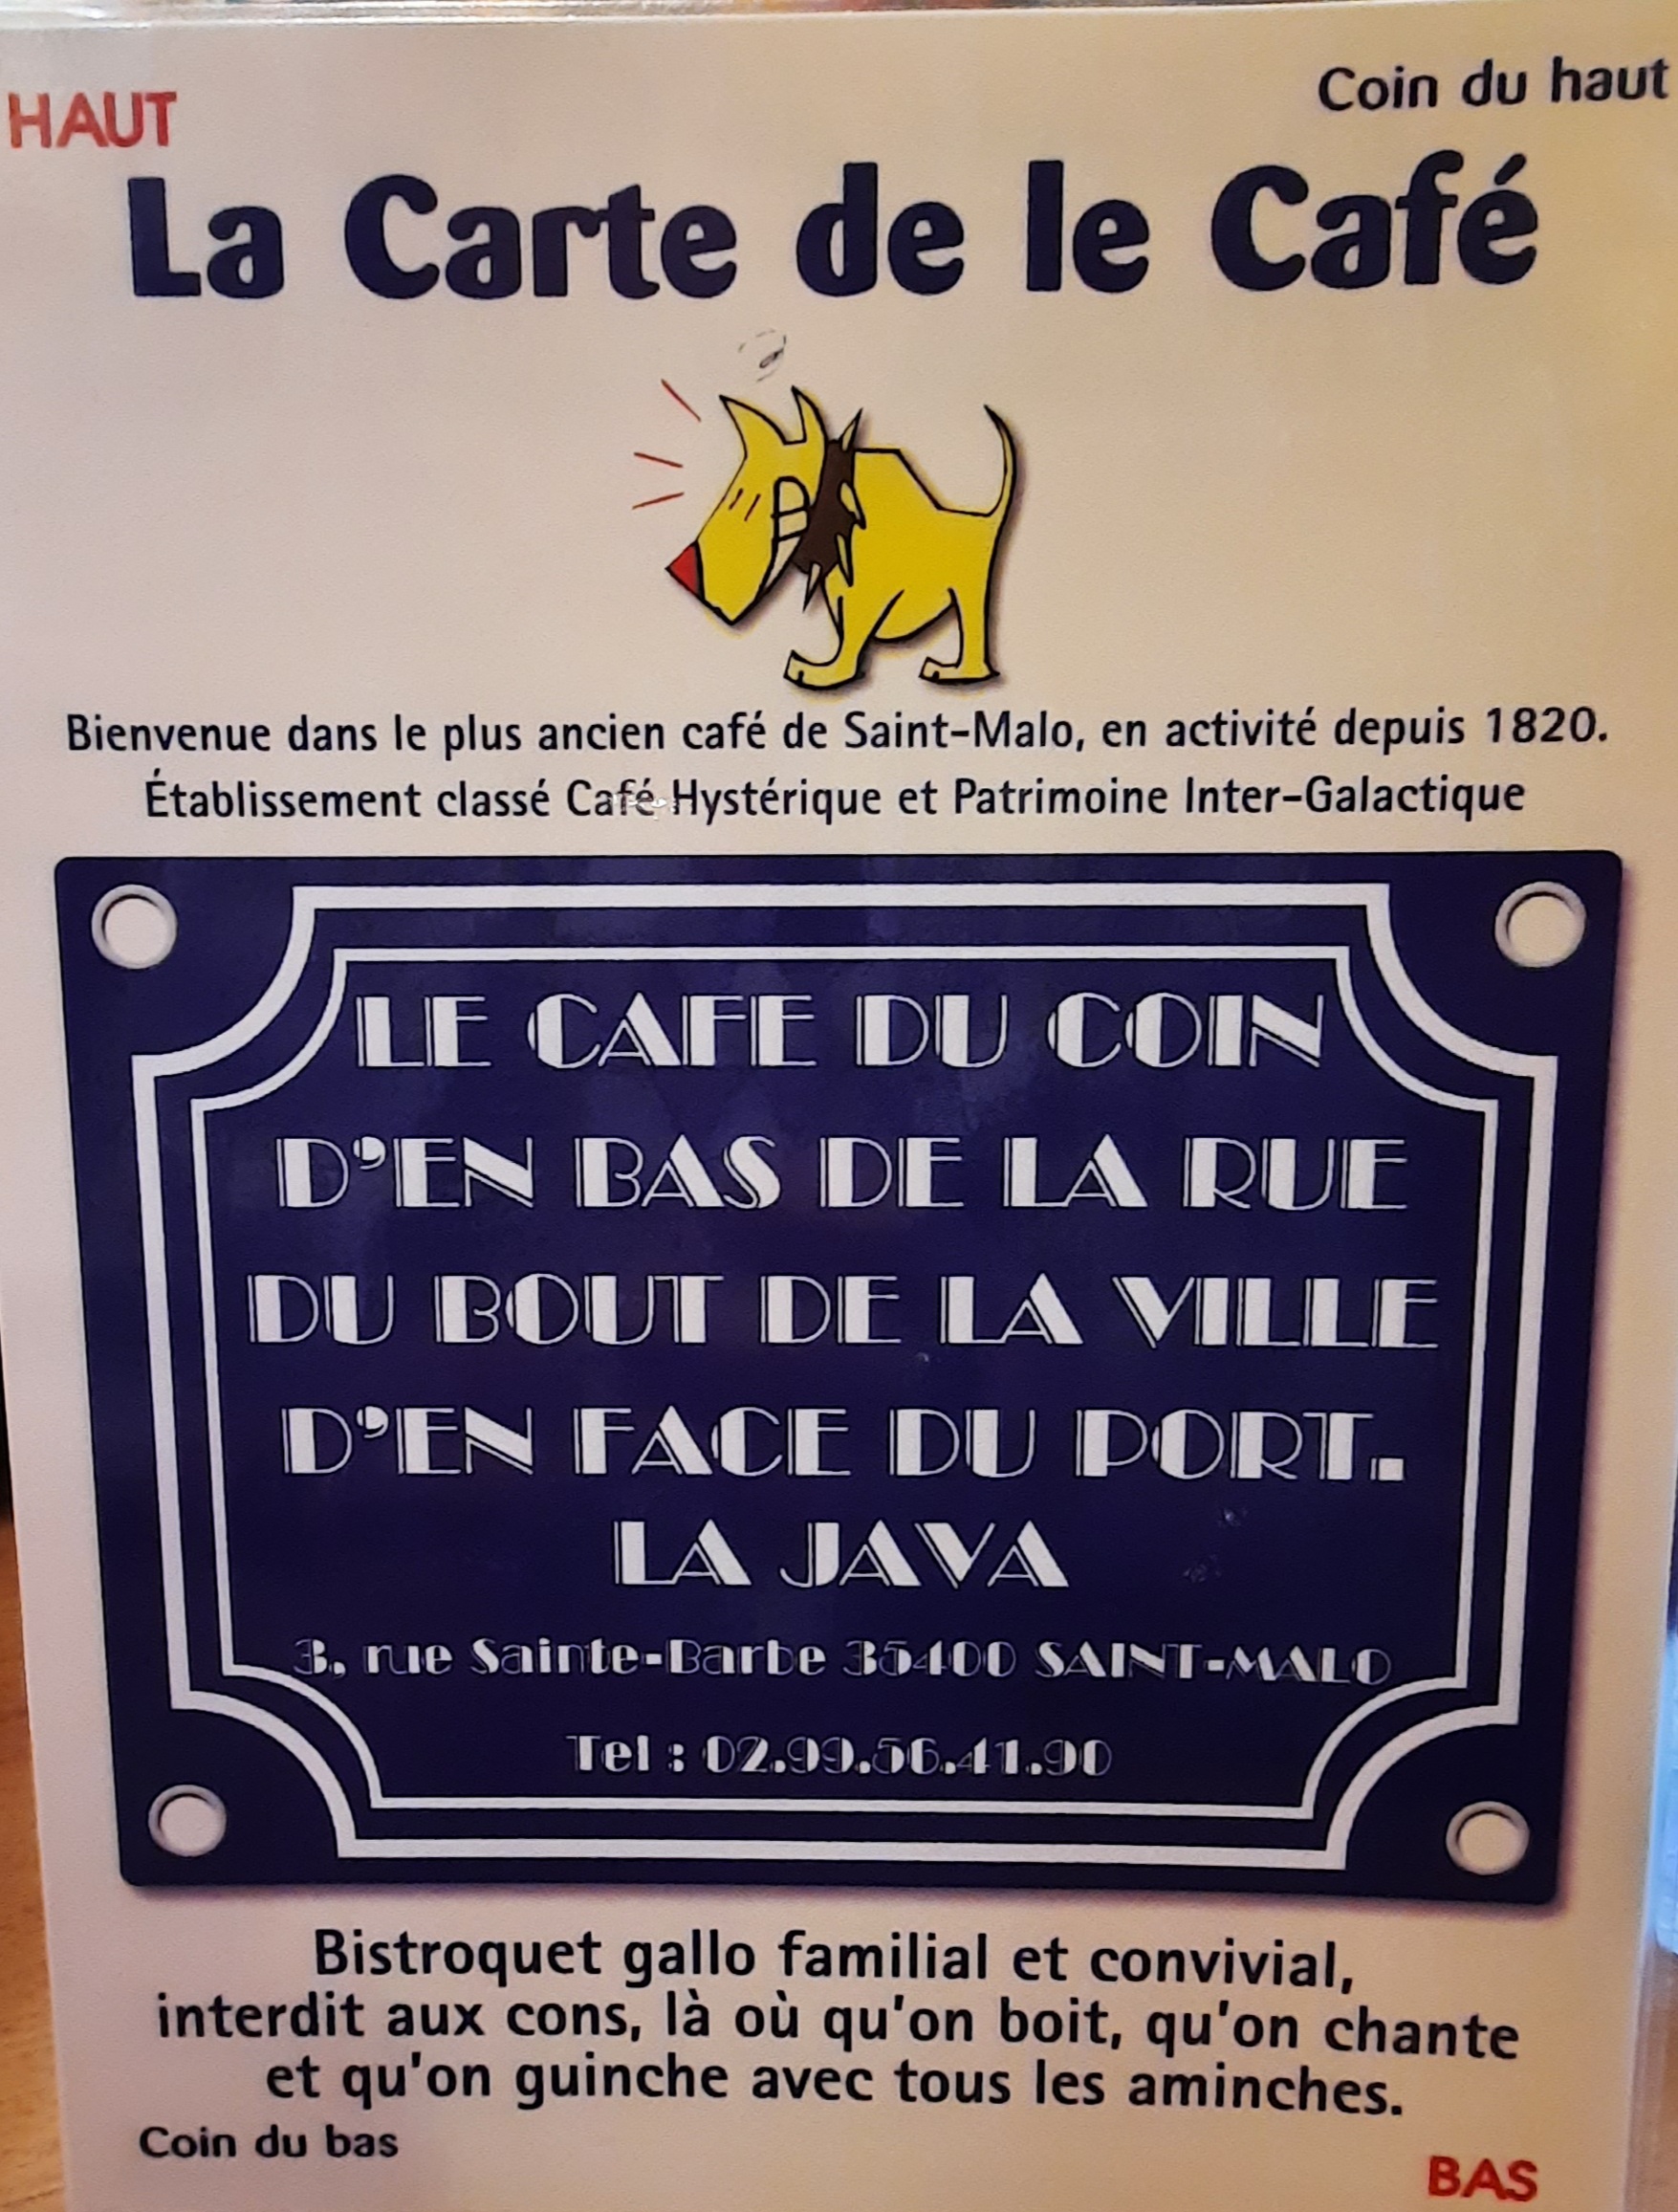 HAUT
Coin du haut
La Carte de le Café
Bienvenue dans le plus ancien café de Saint-Malo, en activité depuis 1820.
Établissement classé Café Hystérique et Patrimoine Inter-Galactique
LE CAFE DU COIN
D'EN BAS DE LA RUE
DU BOUT DE LA VILLE
D'EN FACE DU PORT.
LA JAVA
3, rue Sainte-Barbe 35400 SAINT-MALO
Tel : 02.99.56.41.90
Bistroquet gallo familial et convivial,
interdit aux cons, là où qu'on boit, qu'on chante
et qu'on guinche avec tous les aminches.
Coin du bas
BAS